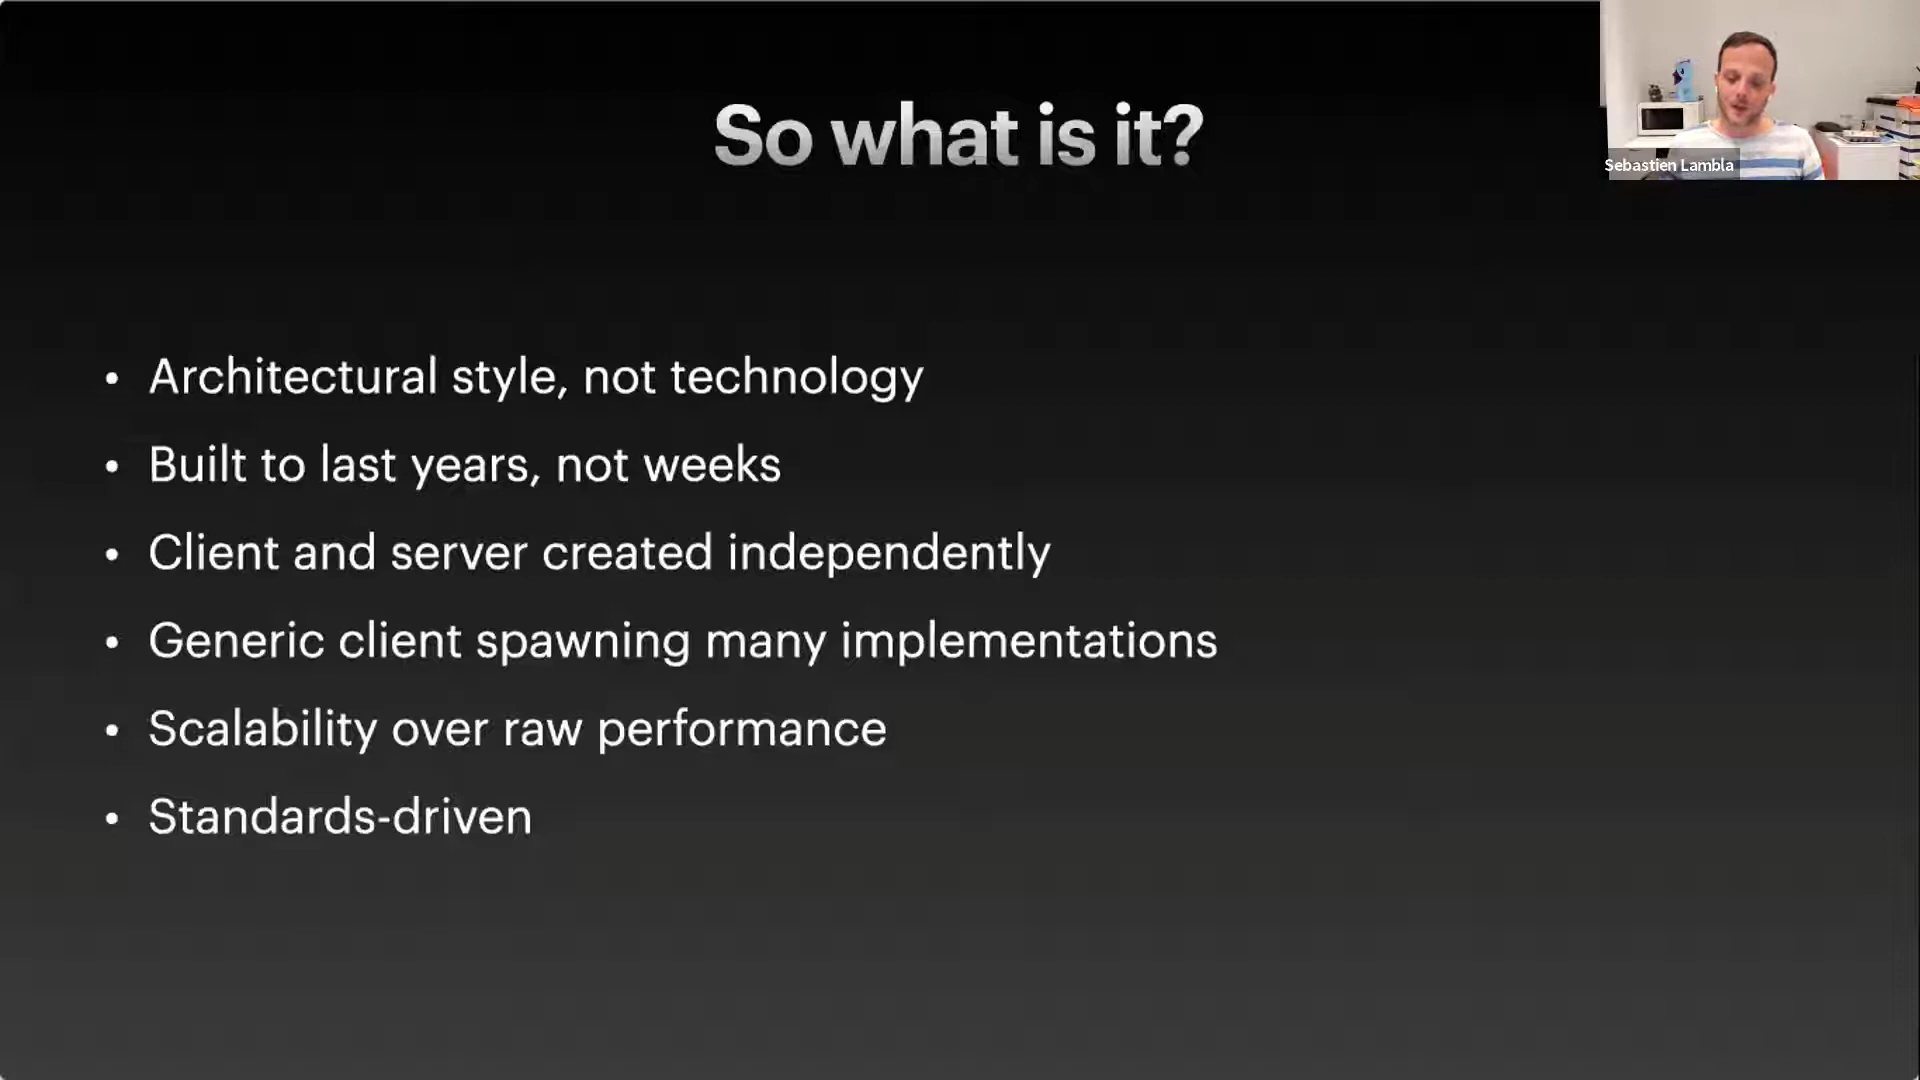 So what is it?
Sebastien Lambla
• Architectural style, not technology
• Built to last years, not weeks
• Client and server created independently
• Generic client spawning many implementations
• Scalability over raw performance
• Standards-driven